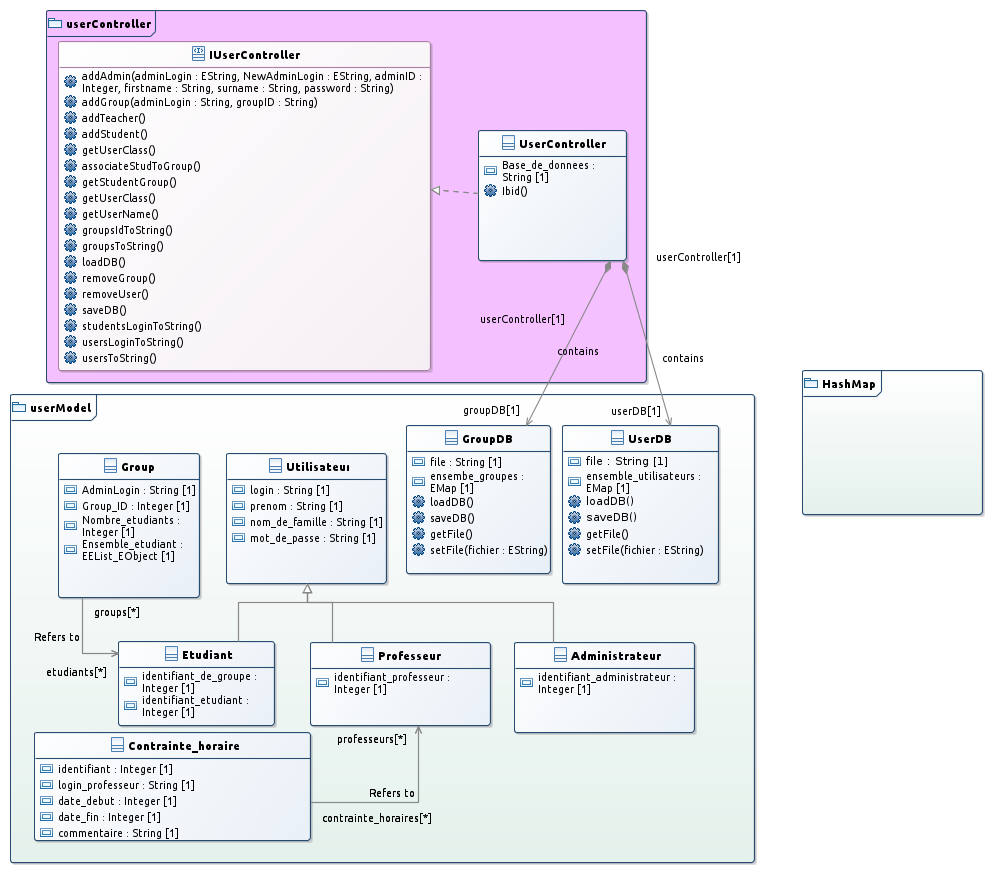 userController
IUserController
addAdmin(adminLogin : EString, NewAdminLogin : EString, adminID :
Integer, firstname : String, surname : String, password : String)
addGroup(adminLogin : String, groupID : String)
addTeacher()
addStudent()
getUserClass()
associateStudToGroup()
getStudentGroup()
getUserClass()
getUserName()
groupsIdToString()
groupsToString()
loadDB()
removeGroup()
removeUser()
saveDB()
studentsLoginToString()
usersLoginToString()
usersToString()
UserController
Base_de_donnees :
String [1]
Ibid()
userController[1]
userController[1]
contains
contains
groupDB[1]
userDB[1]
HashMap
userModel
Group
AdminLogin : String [1]
Group_ID : Integer [1]
Nombre_etudiants :
Integer [1]
Ensemble_etudiant :
EEList_EObject [1]
Utilisateur
login : String [1]
prenom : String [1]
nom_de_famille : String [1]
mot_de_passe : String [1]
GroupDB
file : String [1]
ensembe_groupes :
EMap [1]
loadDB()
saveDB()
getFile()
setFile(fichier : EString)
UserDB
file : String [1]
ensemble_utilisateurs :
EMap [1]
loadDB()
saveDB()
getFile()
setFile(fichier : EString)
groups[*]
Refers to
etudiants[*]
Etudiant
identifiant_de_groupe :
Integer [1]
identifiant_etudiant :
Integer [1]
Professeur
identifiant_professeur :
Integer [1]
Administrateur
identifiant_administrateur :
Integer [1]
Contrainte_horaire
identifiant : Integer [1]
login_professeur : String [1]
date_debut : Integer [1]
date_fin : Integer [1]
commentaire : String [1]
professeurs[*]
Refers to
contrainte_horaires[*]